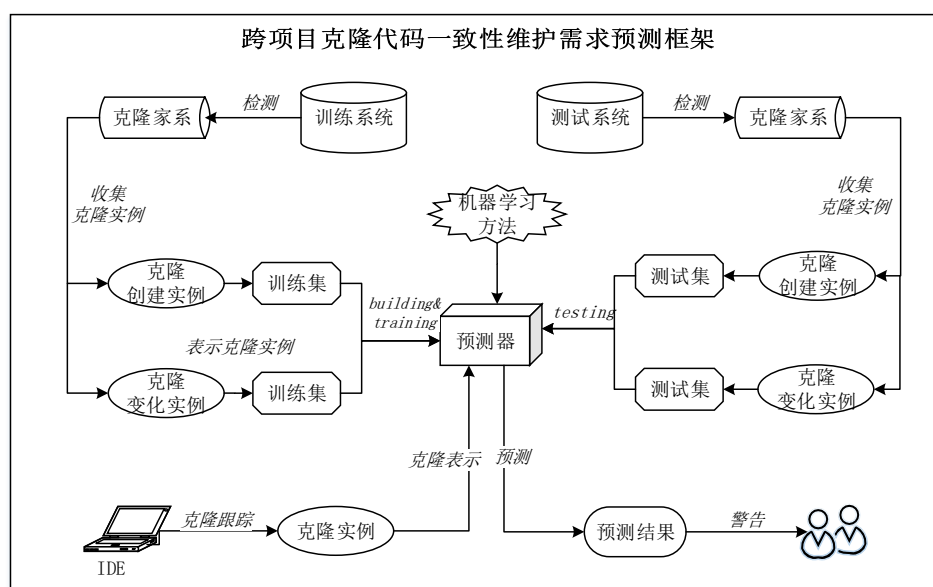 跨项目克隆代码一致性维护需求预测框架
克隆家系
检测
训练系统
测试系统
检测
克隆家系
收集
克隆实例
机器学习
方法
收集
克隆实例
克隆
创建实例
训练集
building&
training
预测器
testing
测试集
克隆
创建实例
表示克隆实例
克隆
变化实例
训练集
测试集
克隆
变化实例
克隆表示
预测
IDE
克隆跟踪
克隆实例
预测结果
警告